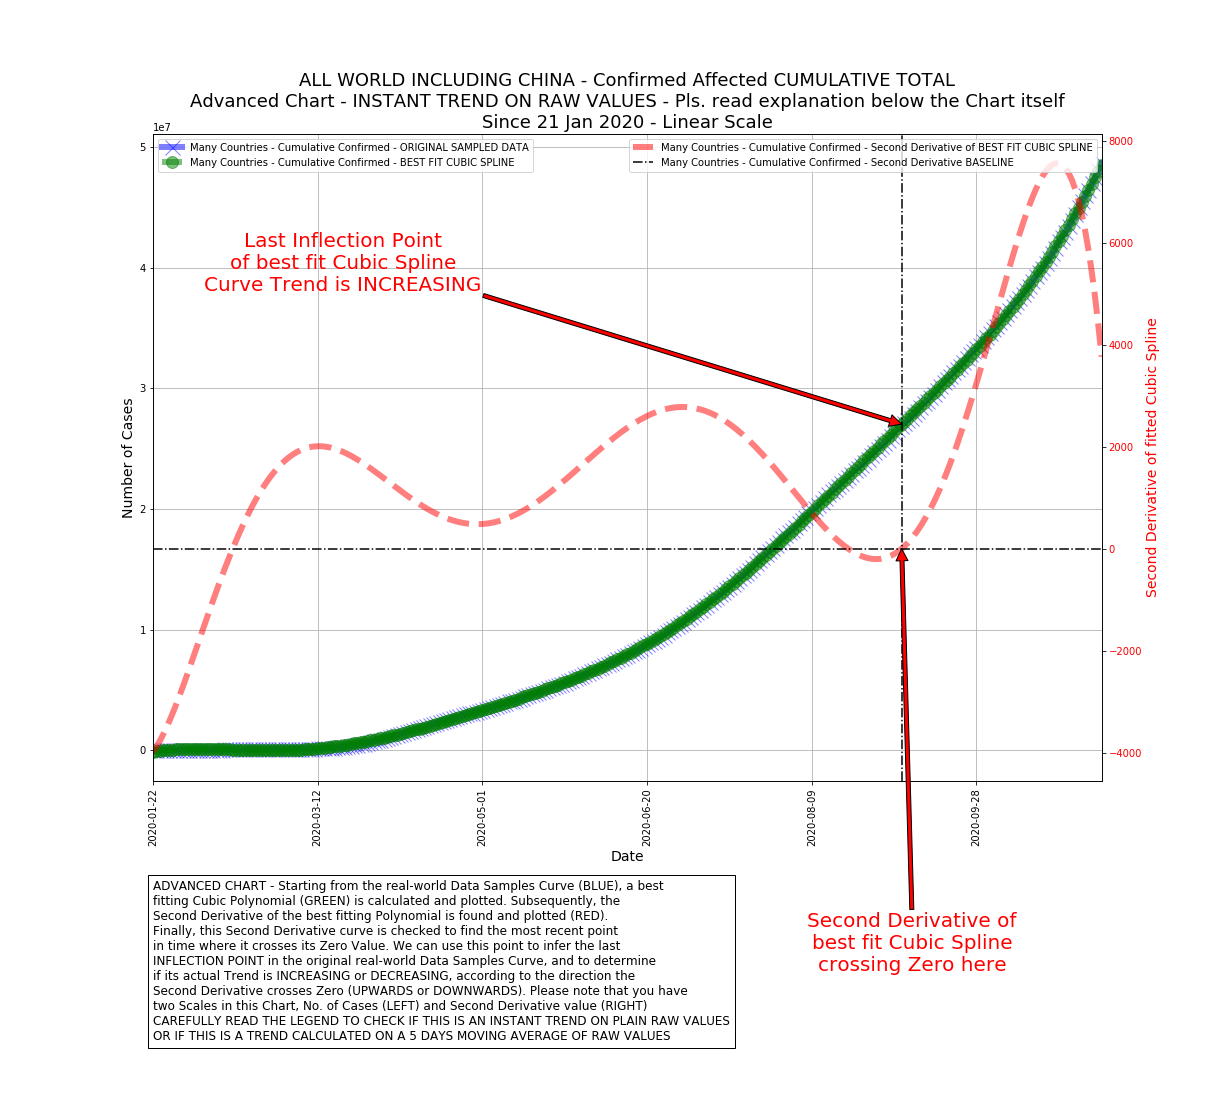 ALL WORLD INCLUDING CHINA - Confirmed Affected CUMULATIVE TOTAL
Advanced Chart - INSTANT TREND ON RAW VALUES - Pls. read explanation below the Chart itself
Since 21 Jan 2020 - Linear Scale
1e7
Many Countries - Cumulative Confirmed - ORIGINAL SAMPLED DATA
Many Countries - Cumulative Confirmed - BEST FIT CUBIC SPLINE
Many Countries - Cumulative Confirmed - Second Derivative of BEST FIT CUBIC SPLINE
Many Countries - Cumulative Confirmed - Second Derivative BASELINE
5
4
3
2
1
0
Number of Cases
8000
6000
4000
2000
0
−2000
−4000
Second Derivative of fitted Cubic Spline
Last Inflection Point
of best fit Cubic Spline
Curve Trend is INCREASING
2020-01-22
2020-03-12
2020-05-01
2020-06-20
2020-08-09
2020-09-28
Date
ADVANCED CHART - Starting from the real-world Data Samples Curve (BLUE), a best
fitting Cubic Polynomial (GREEN) is calculated and plotted. Subsequently, the
Second Derivative of the best fitting Polynomial is found and plotted (RED).
Finally, this Second Derivative curve is checked to find the most recent point
in time where it crosses its Zero Value. We can use this point to infer the last
INFLECTION POINT in the original real-world Data Samples Curve, and to determine
if its actual Trend is INCREASING or DECREASING, according to the direction the
Second Derivative crosses Zero (UPWARDS or DOWNWARDS). Please note that you have
two Scales in this Chart, No. of Cases (LEFT) and Second Derivative value (RIGHT)
CAREFULLY READ THE LEGEND TO CHECK IF THIS IS AN INSTANT TREND ON PLAIN RAW VALUES
OR IF THIS IS A TREND CALCULATED ON A 5 DAYS MOVING AVERAGE OF RAW VALUES
Second Derivative of
best fit Cubic Spline
crossing Zero here